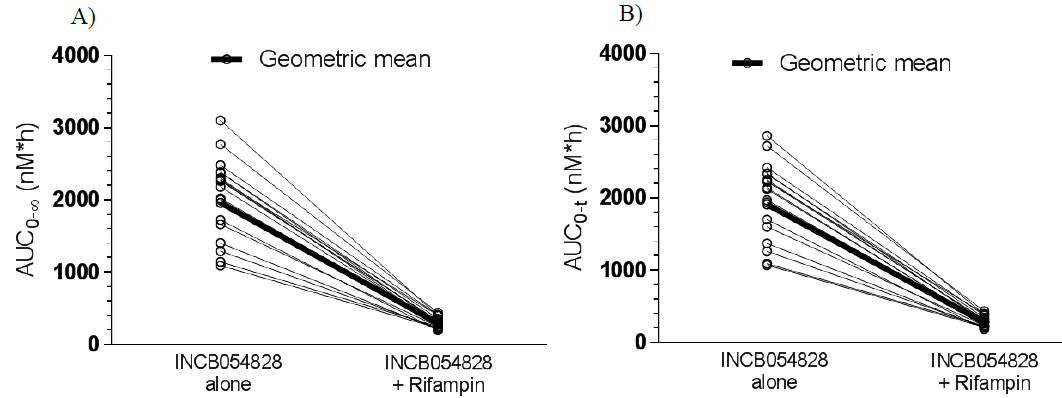 A)
Geometric mean
4000
3000
2000
1000
0
AUC0-∞ (nM*h)
INCB054828
alone
INCB054828
+ Rifampin
B)
Geometric mean
4000
3000
2000
1000
0
AUC0-t (nM*h)
INCB054828
alone
INCB054828
+ Rifampin